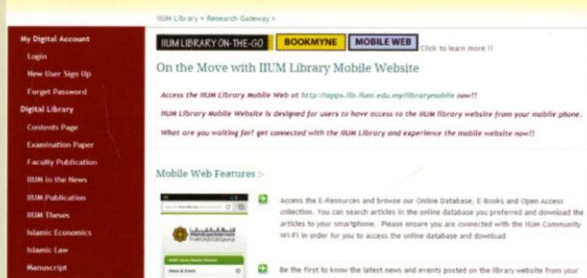 IIUM Library > Research Gateway >
My Digital Account
Login
New User Sign Up
Forget Password
Digital Library
Contents Page
Examination Paper
Faculty Publication
IIUM in the News
IIUM Publication
IIUM Theses
Islamic Economics
Islamic Law
Manuscript
IIUM LIBRARY ON-THE-GO BOOKMYNE MOBILE WEB Click to learn more !!
On the Move with IIUM Library Mobile Website
Access the IIUM Library Mobile Web at http://apps.lib.iium.edu.my/librarymobile now!!
IIUM Library Mobile Website is designed for users to have access to the IIUM library website from your mobile phone.
What are you waiting for! get connected with the IIUM Library and experience the mobile website now!!
Mobile Web Features :-
Access the E-Resources and browse our Online Database, E-Books and Open Access
collection. You can search articles in the online database you preferred and download the
articles to your smartphone. Please ensure you are connected with the IIUM Community
Wi-Fi in order for you to access the online database and download
Be the first to know the latest news and events posted on the library website from your
News & Event